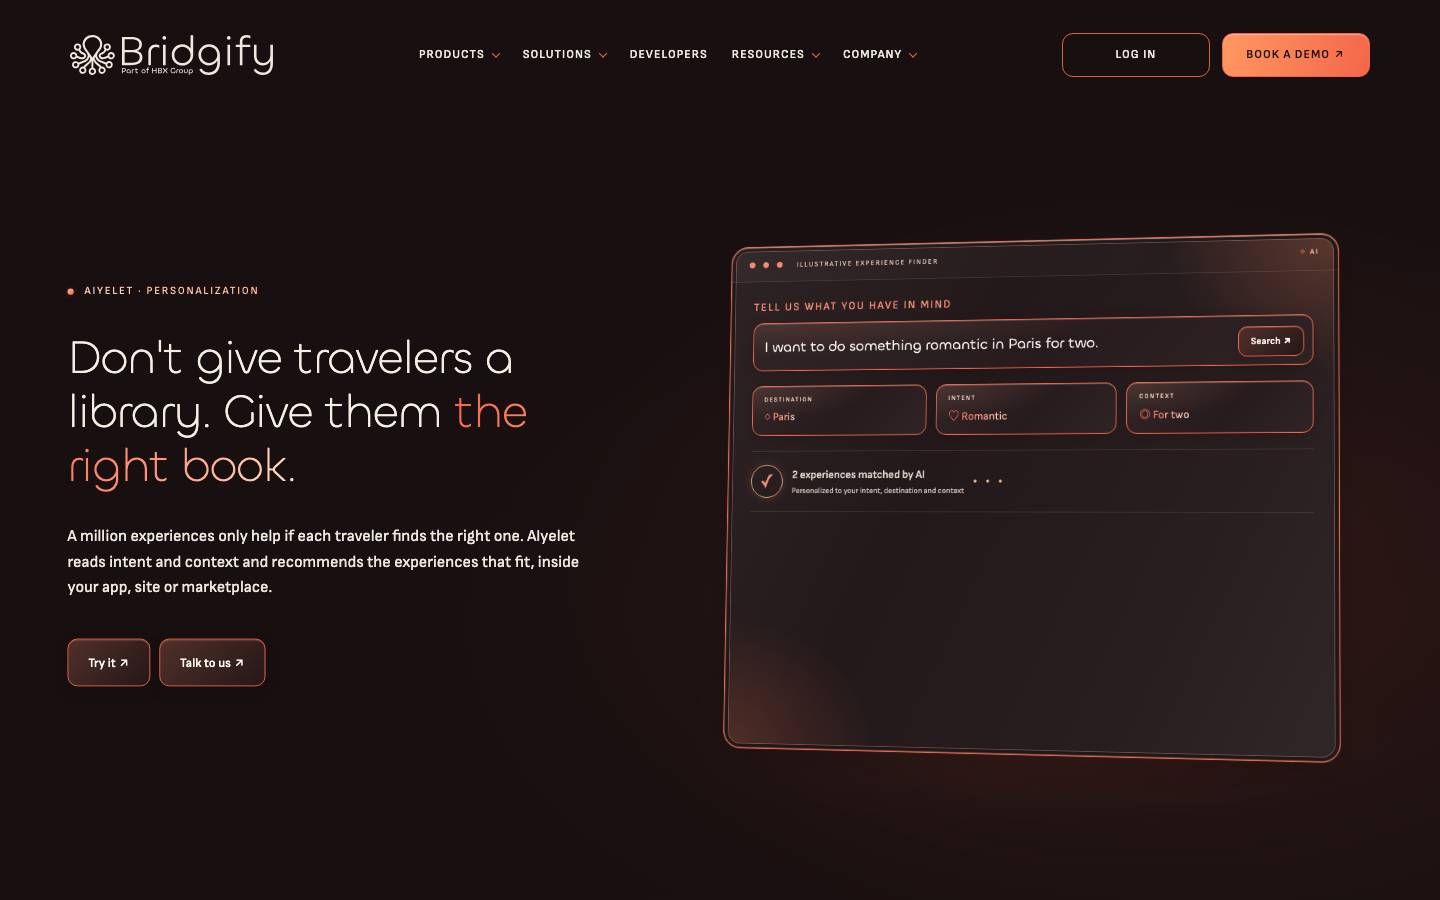 Bridgify
Part of HBX Group
PRODUCTS
SOLUTIONS
DEVELOPERS
RESOURCES
COMPANY
LOG IN
BOOK A DEMO
AIYELET · PERSONALIZATION
Don't give travelers a
library. Give them the
right book.
A million experiences only help if each traveler finds the right one. AIyelet
reads intent and context and recommends the experiences that fit, inside
your app, site or marketplace.
Try it
Talk to us
ILLUSTRATIVE EXPERIENCE FINDER
AI
TELL US WHAT YOU HAVE IN MIND
I want to do something romantic in Paris for two.
Search
DESTINATION
Paris
INTENT
Romantic
CONTEXT
For two
2 experiences matched by AI
Personalized to your intent, destination and context